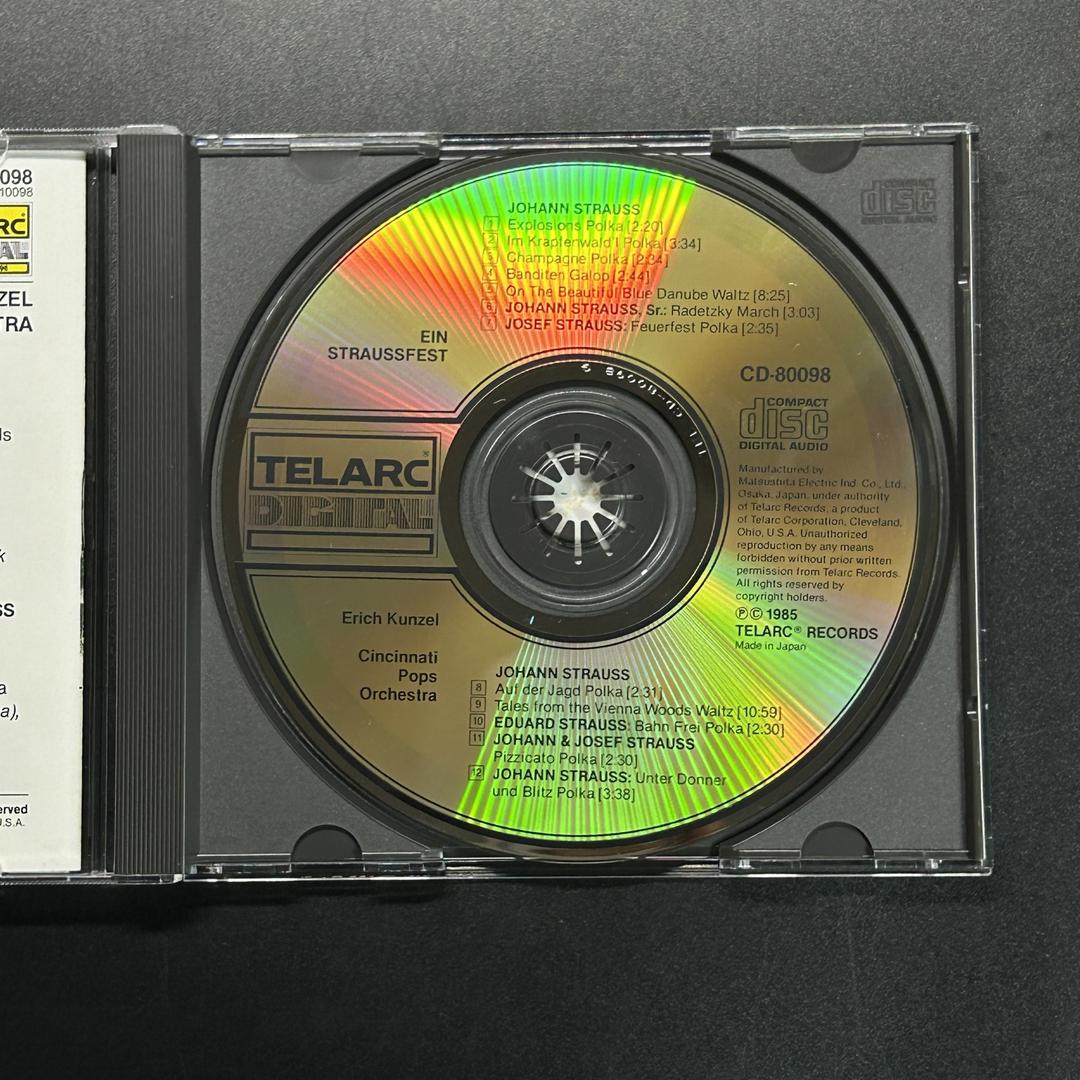 098
10098
RC
AL
ZEL
TRA
ls
k
SS
a
a),
erved
U.S.A.
disc
JOHANN STRAUSS
1 Explosions Polka [2:20]
2 Im Krapfenwald'l Polka [3:34]
3 Champagne Polka [2:34]
4 Banditen Galop [2:44]
5 On The Beautiful Blue Danube Waltz [8:25]
6 JOHANN STRAUSS, Sr.: Radetzky March [3.03]
7 JOSEF STRAUSS: Feuerfest Polka [2:35]
EIN
STRAUSSFEST
TELARC®
DIGITAL
CD-80098
COMPACT
disc
DIGITAL AUDIO
Manufactured by
Matsushita Electric Ind. Co., Ltd.,
Osaka, Japan, under authority
of Telarc Records, a product
of Telarc Corporation, Cleveland,
Ohio, U.S.A. Unauthorized
reproduction by any means
forbidden without prior written
permission from Telarc Records.
All rights reserved by
copyright holders.
℗© 1985
TELARC® RECORDS
Made in Japan
Erich Kunzel
Cincinnati
Pops
Orchestra
JOHANN STRAUSS
8 Auf der Jagd Polka [2:31]
9 Tales from the Vienna Woods Waltz [10:59]
10 EDUARD STRAUSS: Bahn Frei Polka [2:30]
11 JOHANN & JOSEF STRAUSS
Pizzicato Polka [2:30]
12 JOHANN STRAUSS: Unter Donner
und Blitz Polka [3:38]